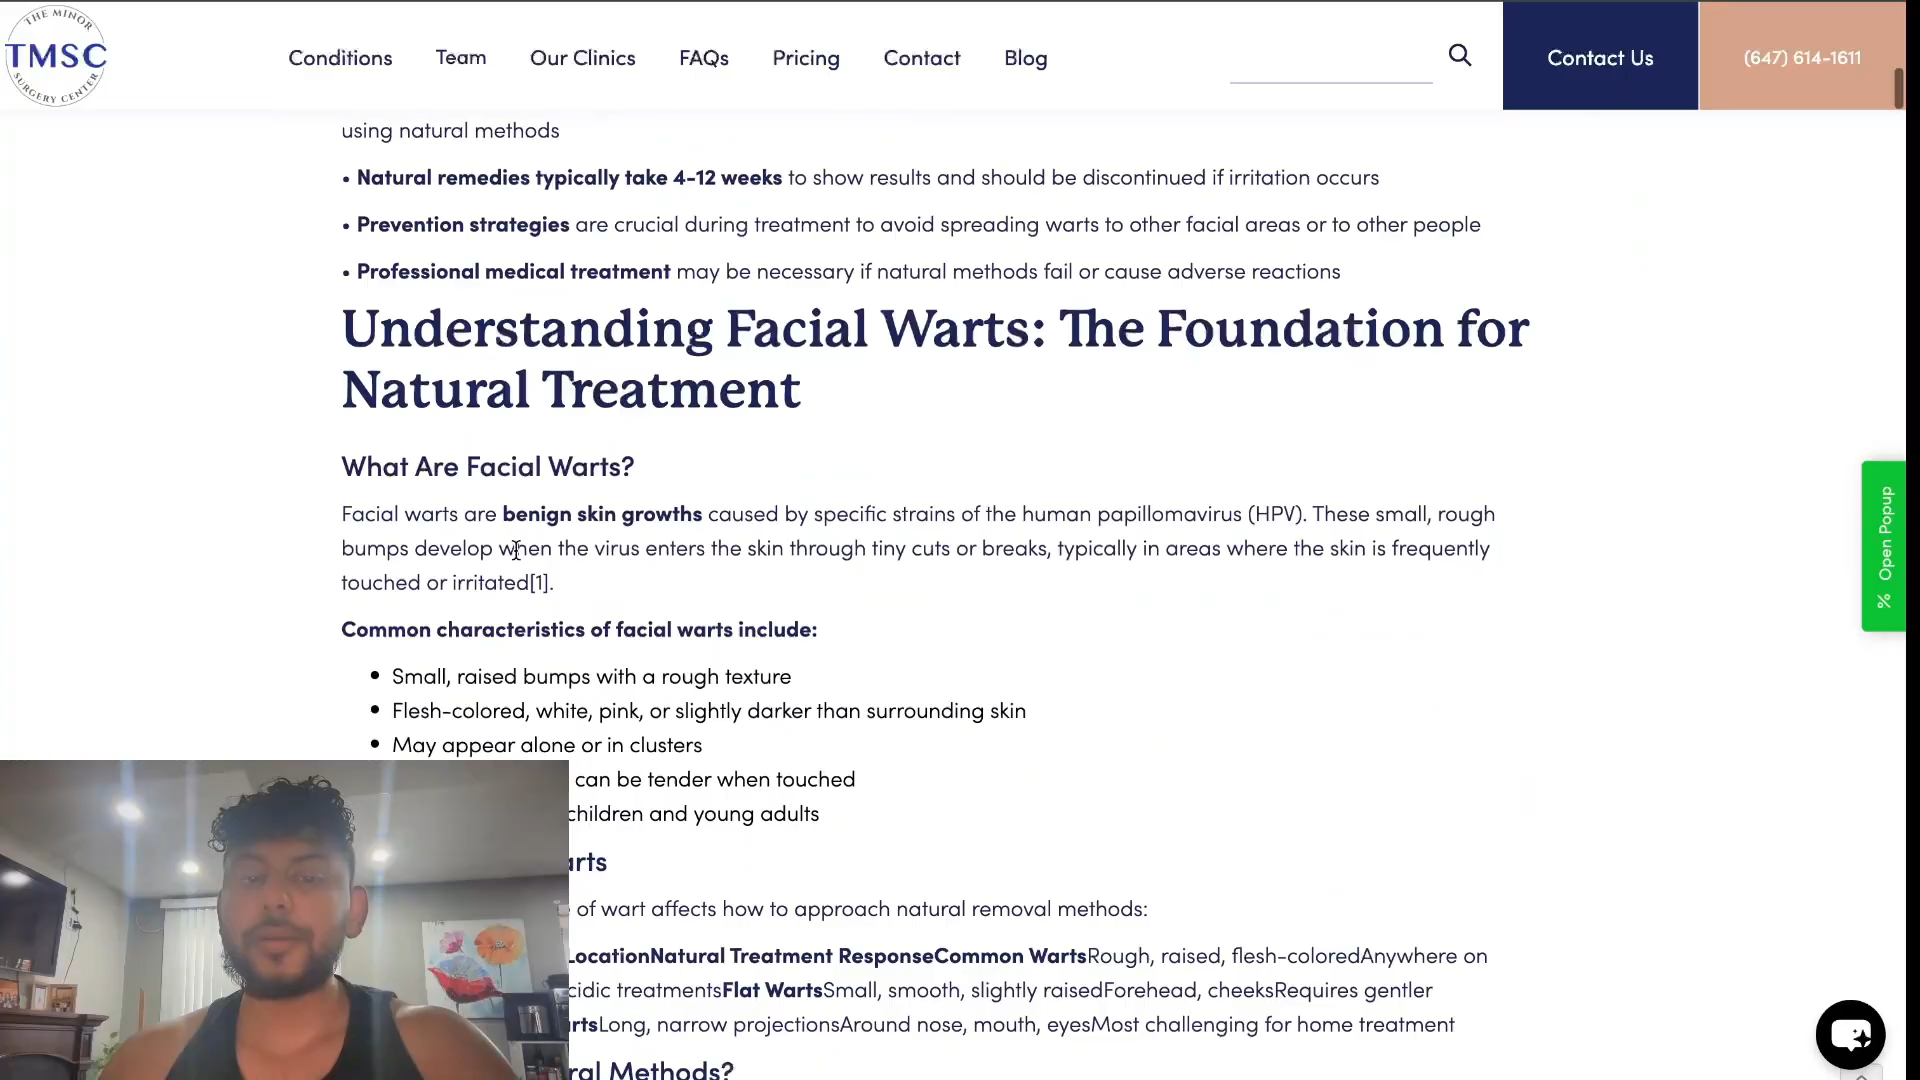 THE MINOR
TMSC
SURGERY CENTER
Conditions
Team
Our Clinics
FAQs
Pricing
Contact
Blog
Contact Us
(647) 614-1611
using natural methods
• Natural remedies typically take 4-12 weeks to show results and should be discontinued if irritation occurs
• Prevention strategies are crucial during treatment to avoid spreading warts to other facial areas or to other people
• Professional medical treatment may be necessary if natural methods fail or cause adverse reactions
Understanding Facial Warts: The Foundation for
Natural Treatment
What Are Facial Warts?
Facial warts are benign skin growths caused by specific strains of the human papillomavirus (HPV). These small, rough
bumps develop when the virus enters the skin through tiny cuts or breaks, typically in areas where the skin is frequently
touched or irritated[1].
Common characteristics of facial warts include:
• Small, raised bumps with a rough texture
• Flesh-colored, white, pink, or slightly darker than surrounding skin
• May appear alone or in clusters
can be tender when touched
children and young adults
arts
of wart affects how to approach natural removal methods:
LocationNatural Treatment ResponseCommon WartsRough, raised, flesh-coloredAnywhere on
cidic treatmentsFlat WartsSmall, smooth, slightly raisedForehead, cheeksRequires gentler
rtsLong, narrow projectionsAround nose, mouth, eyesMost challenging for home treatment
ral Methods?
% Open Popup